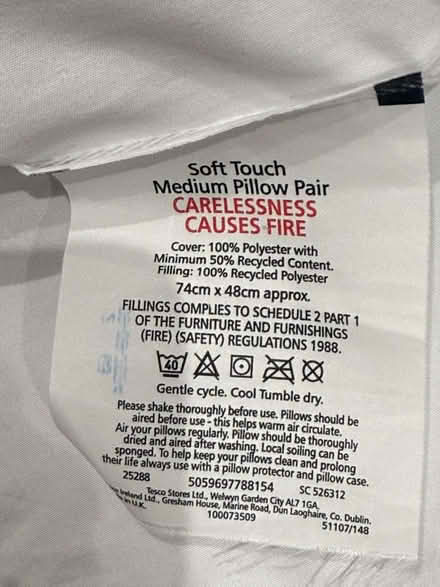 Soft Touch
Medium Pillow Pair
CARELESSNESS
CAUSES FIRE
Cover: 100% Polyester with
Minimum 50% Recycled Content.
Filling: 100% Recycled Polyester
74cm x 48cm approx.
FILLINGS COMPLIES TO SCHEDULE 2 PART 1
OF THE FURNITURE AND FURNISHINGS
(FIRE) (SAFETY) REGULATIONS 1988.
40
Gentle cycle. Cool Tumble dry.
Please shake thoroughly before use. Pillows should be
aired before use - this helps warm air circulate.
Air your pillows regularly. Pillow should be thoroughly
dried and aired after washing. Local soiling can be
sponged. To help keep your pillows clean and prolong
their life always use with a pillow protector and pillow case.
25288 5059697788154 SC 526312
Tesco Stores Ltd., Welwyn Garden City AL7 1GA.
Ireland Ltd., Gresham House, Marine Road, Dun Laoghaire, Co. Dublin.
in U.K. 100073509 51107/148